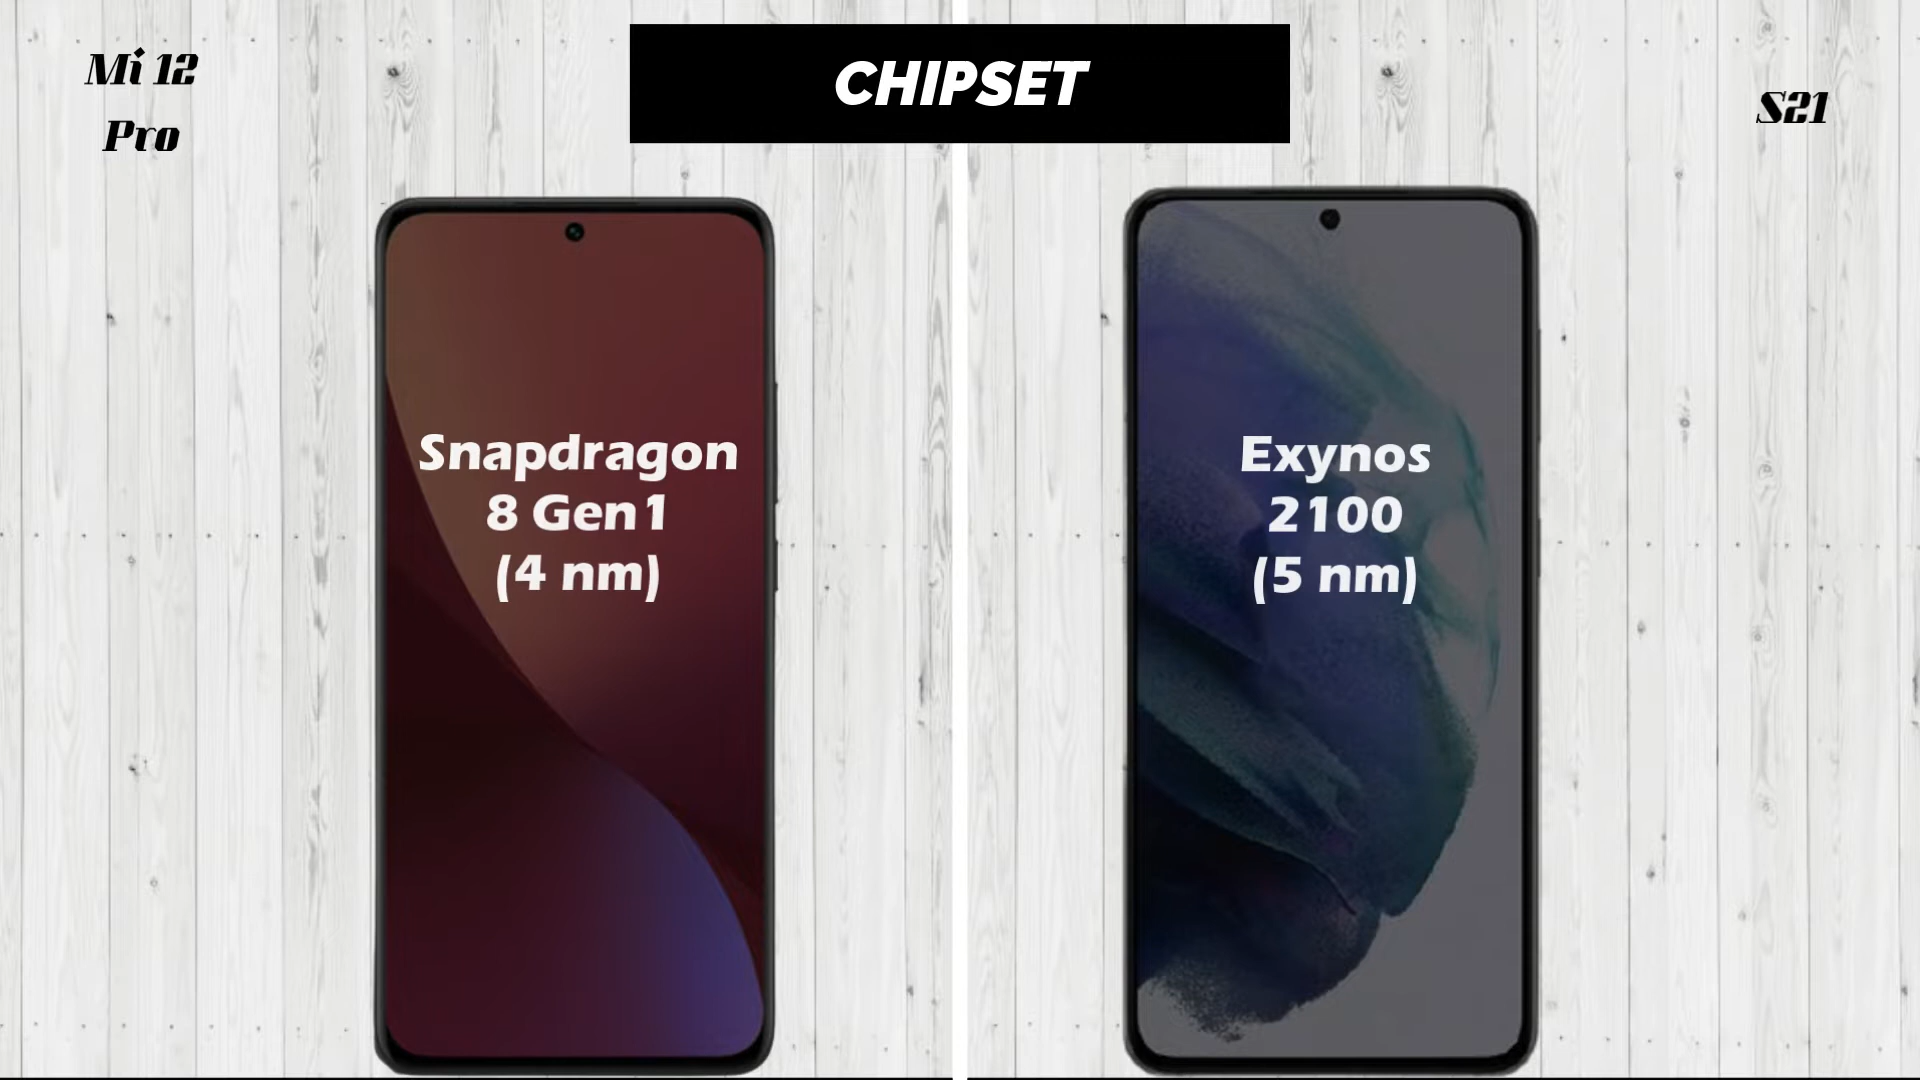 CHIPSET
Mi 12
Pro
S21
Snapdragon
8 Gen1
(4 nm)
Exynos
2100
(5 nm)